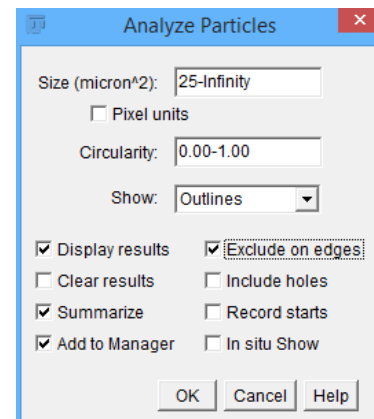 Analyze Particles
Size (micron^2): 25-Infinity
Pixel units
Circularity: 0.00-1.00
Show: Outlines
Display results Exclude on edges
Clear results Include holes
Summarize Record starts
Add to Manager In situ Show
OK Cancel Help